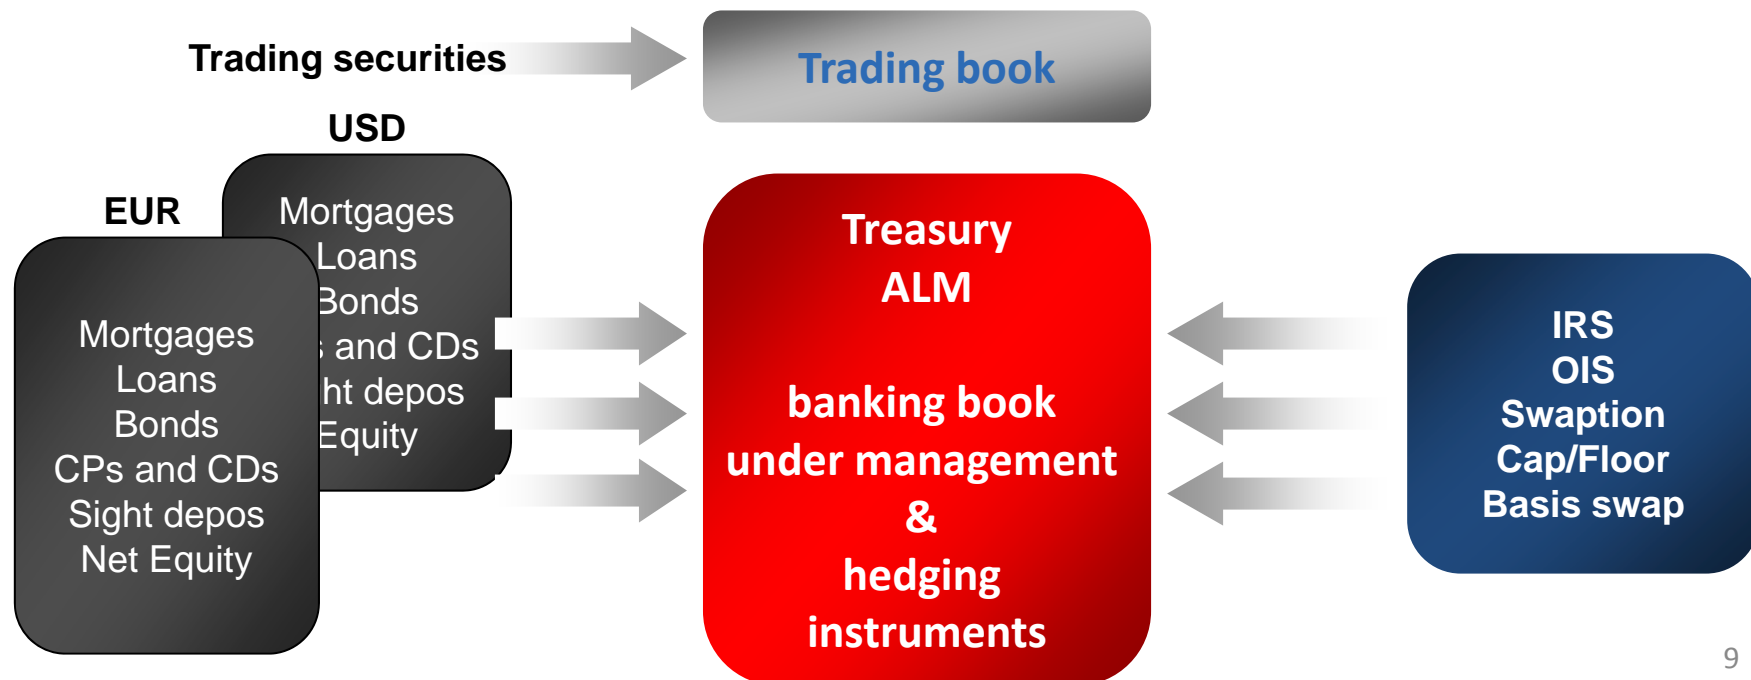 Trading securities
Trading book
USD
Mortgages
Loans
Bonds
and CDs
depos
Equity
EUR
Mortgages
Loans
Bonds
CPs and CDs
Sight depos
Net Equity
Treasury
ALM
banking book
under management
&
hedging
instruments
IRS
OIS
Swaption
Cap/Floor
Basis swap
9